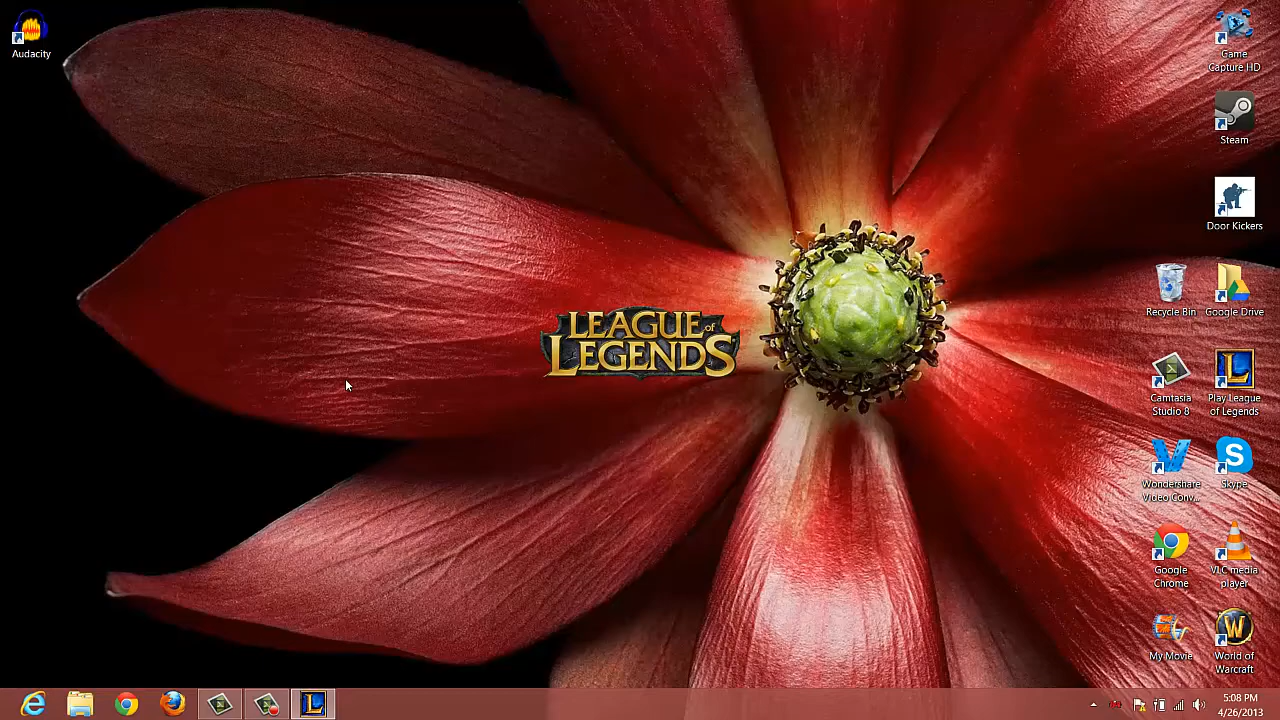 Audacity
Game
Capture HD
Steam
Door Kickers
Recycle Bin
Google Drive
LEAGUE of
LEGENDS
Camtasia
Studio 8
Play League
of Legends
Wondershare
Video Conv...
Skype
Google
Chrome
VLC media
player
My Movie
World of
Warcraft
5:08 PM
4/26/2013